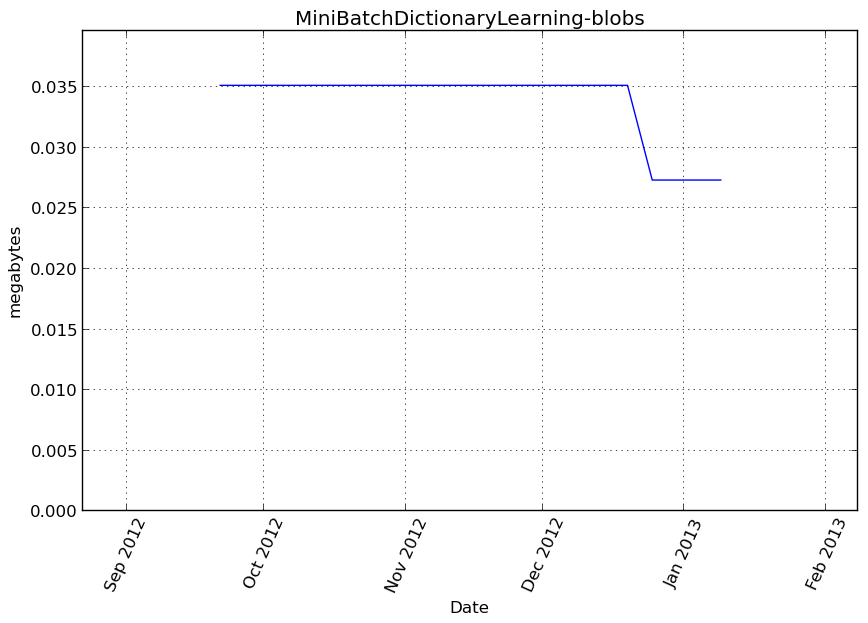 MiniBatchDictionaryLearning-blobs
0.035
0.030
0.025
0.020
0.015
0.010
0.005
0.000
megabytes
Sep 2012
Oct 2012
Nov 2012
Dec 2012
Jan 2013
Feb 2013
Date